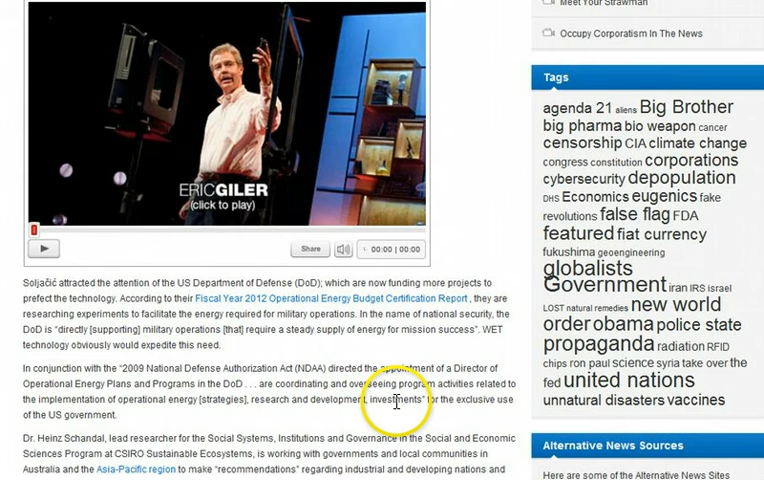 Meet Your Strawman
Occupy Corporatism In The News
Tags
agenda 21 aliens Big Brother
big pharma bio weapon cancer
censorship CIA climate change
congress constitution corporations
cybersecurity depopulation
DHS Economics eugenics fake
revolutions false flag FDA
featured fiat currency
fukushima geoengineering
globalists
Government iran IRS israel
LOST natural remedies new world
order obama police state
propaganda radiation RFID
chips ron paul science syria take over the
fed united nations
unnatural disasters vaccines
Alternative News Sources
Here are some of the Alternative News Sites
ERICGILER
(click to play)
Share
00:00 | 00:00
Soljačić attracted the attention of the US Department of Defense (DoD); which are now funding more projects to
prefect the technology. According to their Fiscal Year 2012 Operational Energy Budget Certification Report , they are
researching experiments to facilitate the energy required for military operations. In the name of national security, the
DoD is “directly [supporting] military operations [that] require a steady supply of energy for mission success”. WET
technology obviously would expedite this need.
In conjunction with the “2009 National Defense Authorization Act (NDAA) directed the appointment of a Director of
Operational Energy Plans and Programs in the DoD . . . are coordinating and overseeing program activities related to
the implementation of operational energy [strategies], research and development, investments” for the exclusive use
of the US government.
Dr. Heinz Schandal, lead researcher for the Social Systems, Institutions and Governance in the Social and Economic
Sciences Program at CSIRO Sustainable Ecosystems, is working with governments and local communities in
Australia and the Asia-Pacific region to make “recommendations” regarding industrial and developing nations and